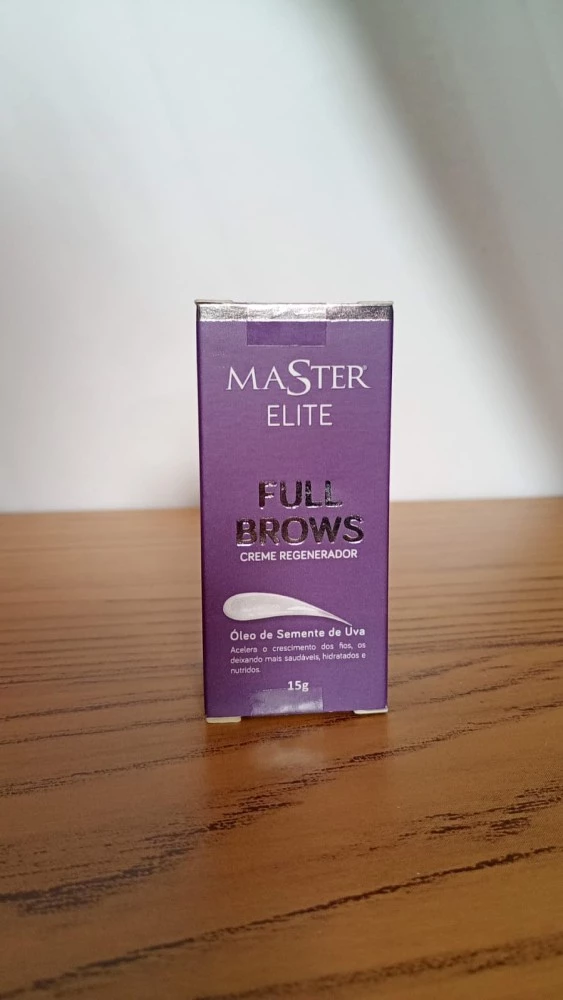 MASTER®
ELITE
FULL
BROWS
CREME REGENERADOR
Óleo de Semente de Uva
Acelera o crescimento dos fios, os
deixando mais saudáveis, hidratados e
nutridos.
15g